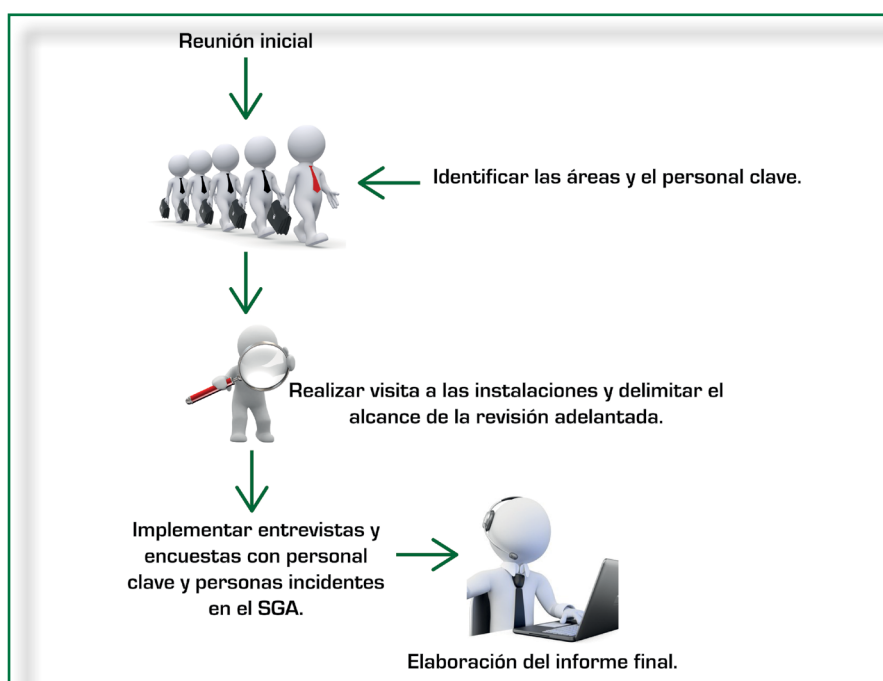 Reunión inicial
Identificar las áreas y el personal clave.
Realizar visita a las instalaciones y delimitar el
alcance de la revisión adelantada.
Implementar entrevistas y
encuestas con personal
clave y personas incidentes
en el SGA.
Elaboración del informe final.